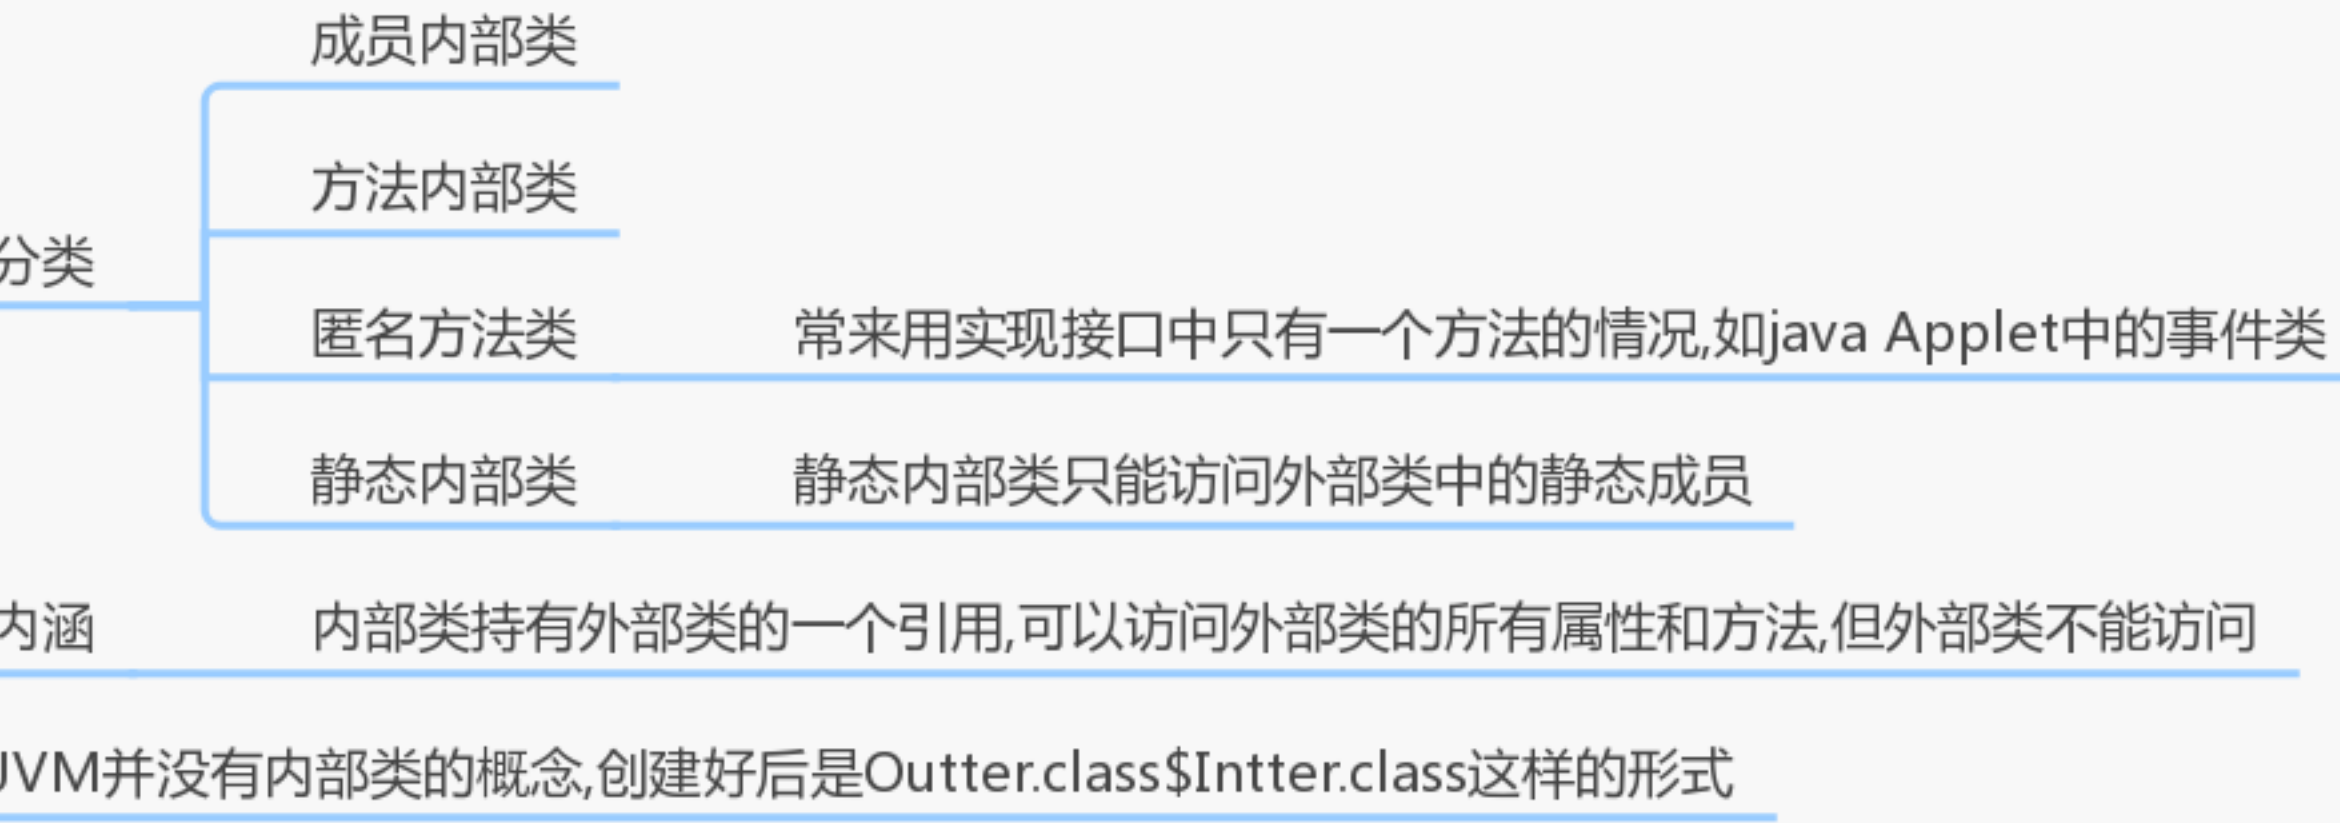 成员内部类
方法内部类
分类
匿名方法类
常来用实现接口中只有一个方法的情况,如java Applet中的事件类
静态内部类
静态内部类只能访问外部类中的静态成员
内涵
内部类持有外部类的一个引用,可以访问外部类的所有属性和方法,但外部类不能访问
JVM并没有内部类的概念,创建好后是Outter.class$Intter.class这样的形式